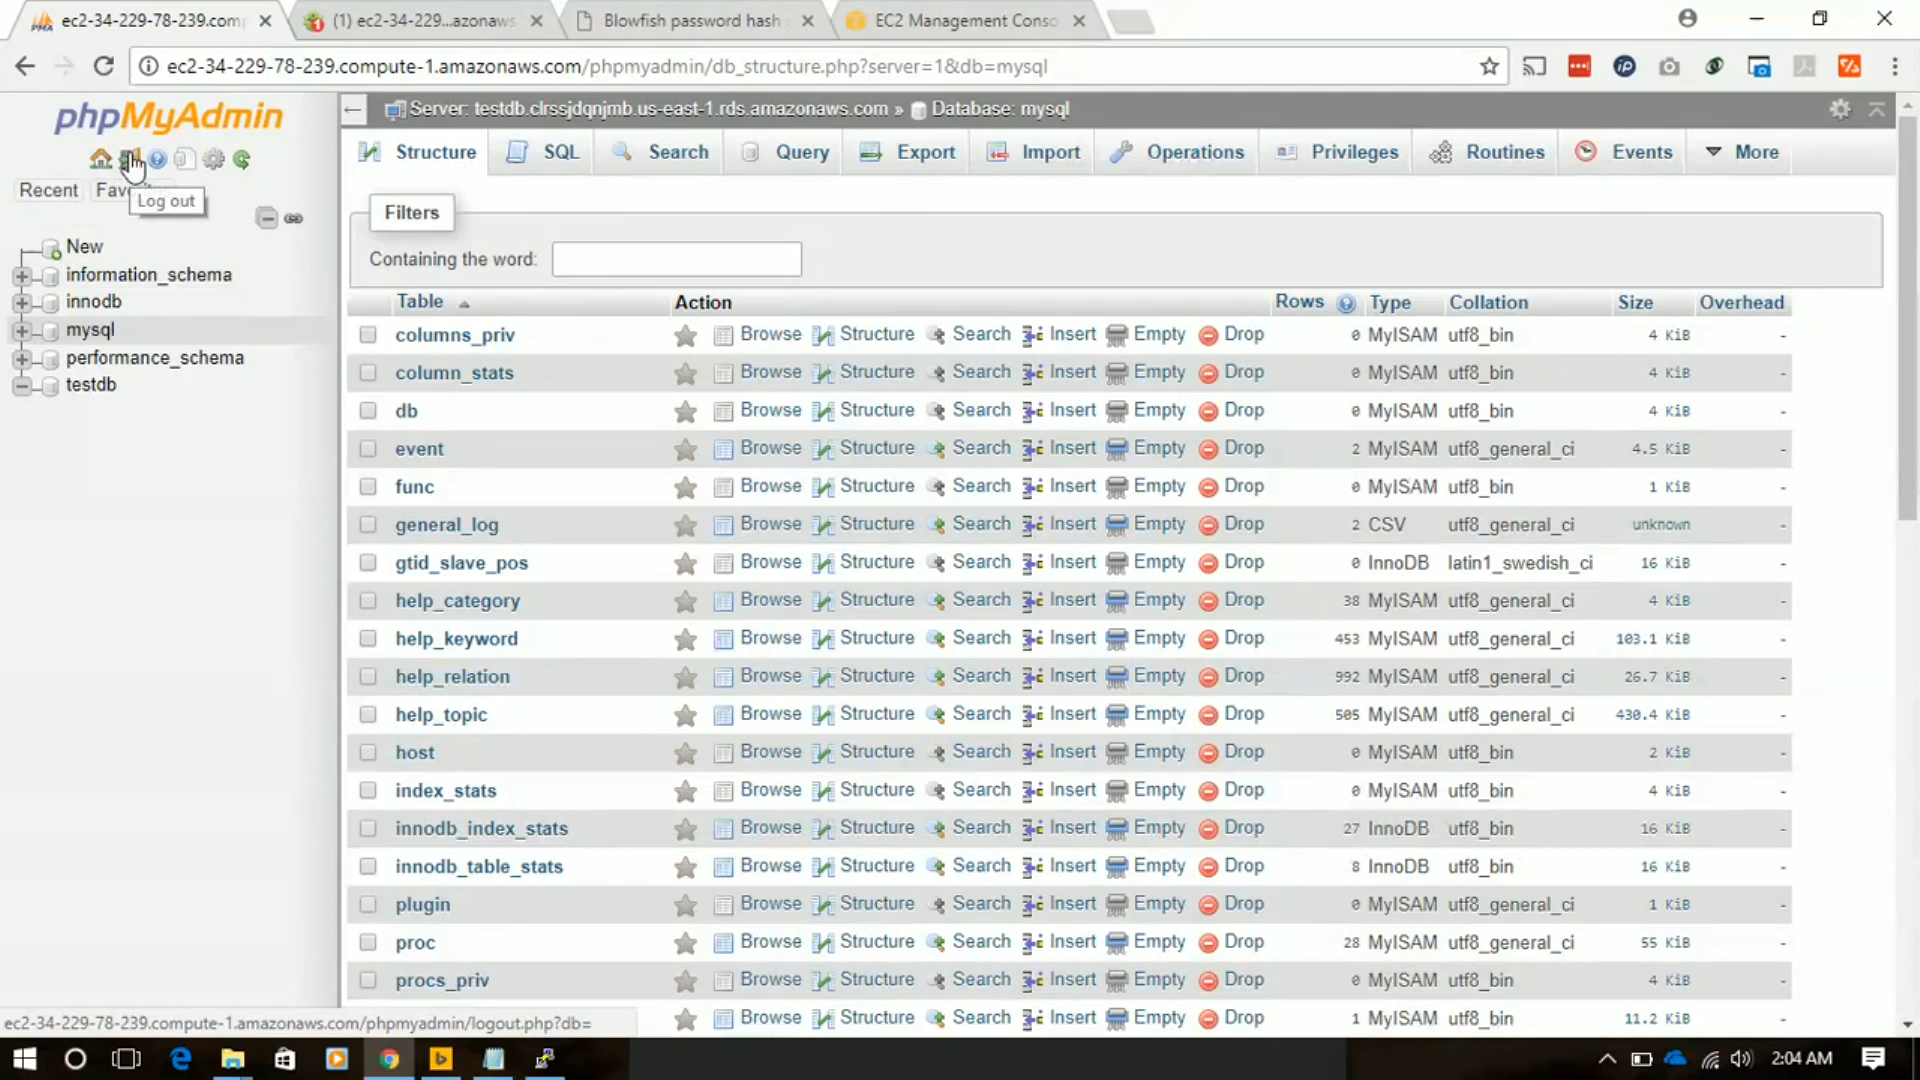 ec2-34-229-78-239.com
(1) ec2-34-229...azonaws
Blowfish password hash
EC2 Management Conso
ec2-34-229-78-239.compute-1.amazonaws.com/phpmyadmin/db_structure.php?server=1&db=mysql
phpMyAdmin
Recent
Log out
New
information_schema
innodb
mysql
performance_schema
testdb
Server: testdb.clrssjdqnjmb.us-east-1.rds.amazonaws.com » Database: mysql
Structure SQL Search Query Export Import Operations Privileges Routines Events More
Filters
Containing the word:
Table Action Rows Type Collation Size Overhead
columns_priv Browse Structure Search Insert Empty Drop 0 MyISAM utf8_bin 4 KiB -
column_stats Browse Structure Search Insert Empty Drop 0 MyISAM utf8_bin 4 KiB -
db Browse Structure Search Insert Empty Drop 0 MyISAM utf8_bin 4 KiB -
event Browse Structure Search Insert Empty Drop 2 MyISAM utf8_general_ci 4.5 KiB -
func Browse Structure Search Insert Empty Drop 0 MyISAM utf8_bin 1 KiB -
general_log Browse Structure Search Insert Empty Drop 2 CSV utf8_general_ci unknown -
gtid_slave_pos Browse Structure Search Insert Empty Drop 0 InnoDB latin1_swedish_ci 16 KiB -
help_category Browse Structure Search Insert Empty Drop 38 MyISAM utf8_general_ci 4 KiB -
help_keyword Browse Structure Search Insert Empty Drop 453 MyISAM utf8_general_ci 103.1 KiB -
help_relation Browse Structure Search Insert Empty Drop 992 MyISAM utf8_general_ci 26.7 KiB -
help_topic Browse Structure Search Insert Empty Drop 505 MyISAM utf8_general_ci 430.4 KiB -
host Browse Structure Search Insert Empty Drop 0 MyISAM utf8_bin 2 KiB -
index_stats Browse Structure Search Insert Empty Drop 0 MyISAM utf8_bin 4 KiB -
innodb_index_stats Browse Structure Search Insert Empty Drop 27 InnoDB utf8_bin 16 KiB -
innodb_table_stats Browse Structure Search Insert Empty Drop 8 InnoDB utf8_bin 16 KiB -
plugin Browse Structure Search Insert Empty Drop 0 MyISAM utf8_general_ci 1 KiB -
proc Browse Structure Search Insert Empty Drop 28 MyISAM utf8_general_ci 55 KiB -
procs_priv Browse Structure Search Insert Empty Drop 0 MyISAM utf8_bin 4 KiB -
Browse Structure Search Insert Empty Drop 1 MyISAM utf8_bin 11.2 KiB -
ec2-34-229-78-239.compute-1.amazonaws.com/phpmyadmin/logout.php?db=
2:04 AM